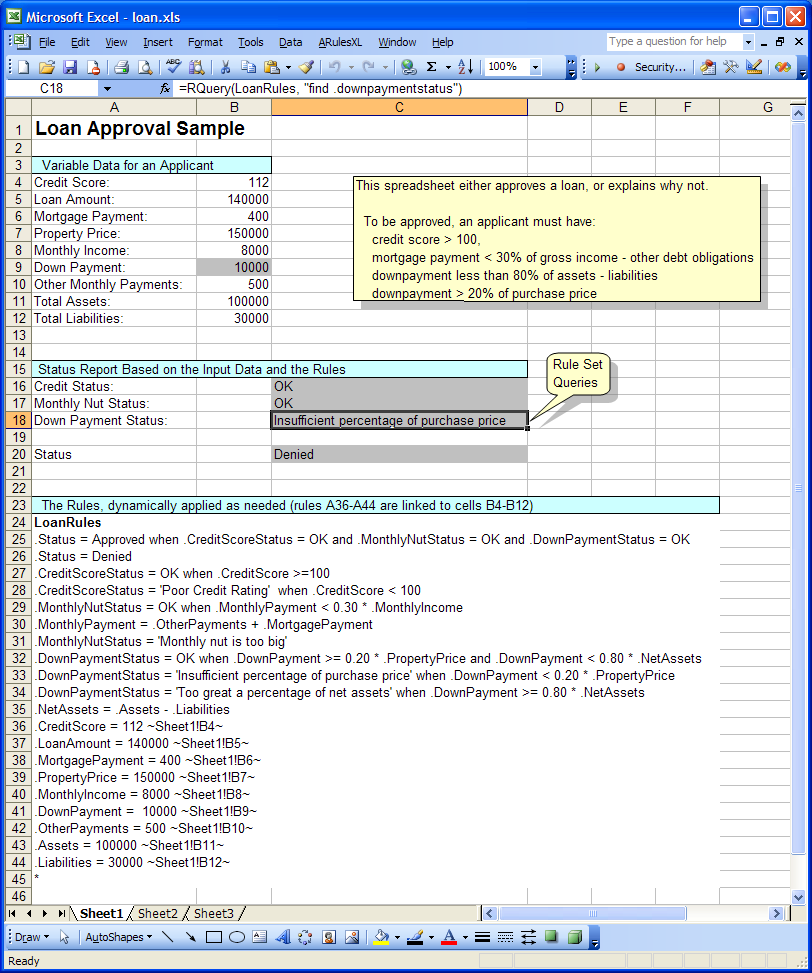 Microsoft Excel - loan.xls
File Edit View Insert Format Tools Data ARulesXL Window Help
Type a question for help
100%
Security...
C18 fx =RQuery(LoanRules, "find .downpaymentstatus")
A B C D E F G
1 Loan Approval Sample
2
3 Variable Data for an Applicant
4 Credit Score: 112
5 Loan Amount: 140000
6 Mortgage Payment: 400
7 Property Price: 150000
8 Monthly Income: 8000
9 Down Payment: 10000
10 Other Monthly Payments: 500
11 Total Assets: 100000
12 Total Liabilities: 30000
This spreadsheet either approves a loan, or explains why not.
To be approved, an applicant must have:
credit score > 100,
mortgage payment < 30% of gross income - other debt obligations
downpayment less than 80% of assets - liabilities
downpayment > 20% of purchase price
13
14
15 Status Report Based on the Input Data and the Rules
16 Credit Status: OK
17 Monthly Nut Status: OK
18 Down Payment Status: Insufficient percentage of purchase price
Rule Set
Queries
19
20 Status Denied
21
22
23 The Rules, dynamically applied as needed (rules A36-A44 are linked to cells B4-B12)
24 LoanRules
25 .Status = Approved when .CreditScoreStatus = OK and .MonthlyNutStatus = OK and .DownPaymentStatus = OK
26 .Status = Denied
27 .CreditScoreStatus = OK when .CreditScore >=100
28 .CreditScoreStatus = 'Poor Credit Rating' when .CreditScore < 100
29 .MonthlyNutStatus = OK when .MonthlyPayment < 0.30 * .MonthlyIncome
30 .MonthlyPayment = .OtherPayments + .MortgagePayment
31 .MonthlyNutStatus = 'Monthly nut is too big'
32 .DownPaymentStatus = OK when .DownPayment >= 0.20 * .PropertyPrice and .DownPayment < 0.80 * .NetAssets
33 .DownPaymentStatus = 'Insufficient percentage of purchase price' when .DownPayment < 0.20 * .PropertyPrice
34 .DownPaymentStatus = 'Too great a percentage of net assets' when .DownPayment >= 0.80 * .NetAssets
35 .NetAssets = .Assets - .Liabilities
36 .CreditScore = 112 ~Sheet1!B4~
37 .LoanAmount = 140000 ~Sheet1!B5~
38 .MortgagePayment = 400 ~Sheet1!B6~
39 .PropertyPrice = 150000 ~Sheet1!B7~
40 .MonthlyIncome = 8000 ~Sheet1!B8~
41 .DownPayment = 10000 ~Sheet1!B9~
42 .OtherPayments = 500 ~Sheet1!B10~
43 .Assets = 100000 ~Sheet1!B11~
44 .Liabilities = 30000 ~Sheet1!B12~
45 *
46
Sheet1 Sheet2 Sheet3
Draw AutoShapes
Ready